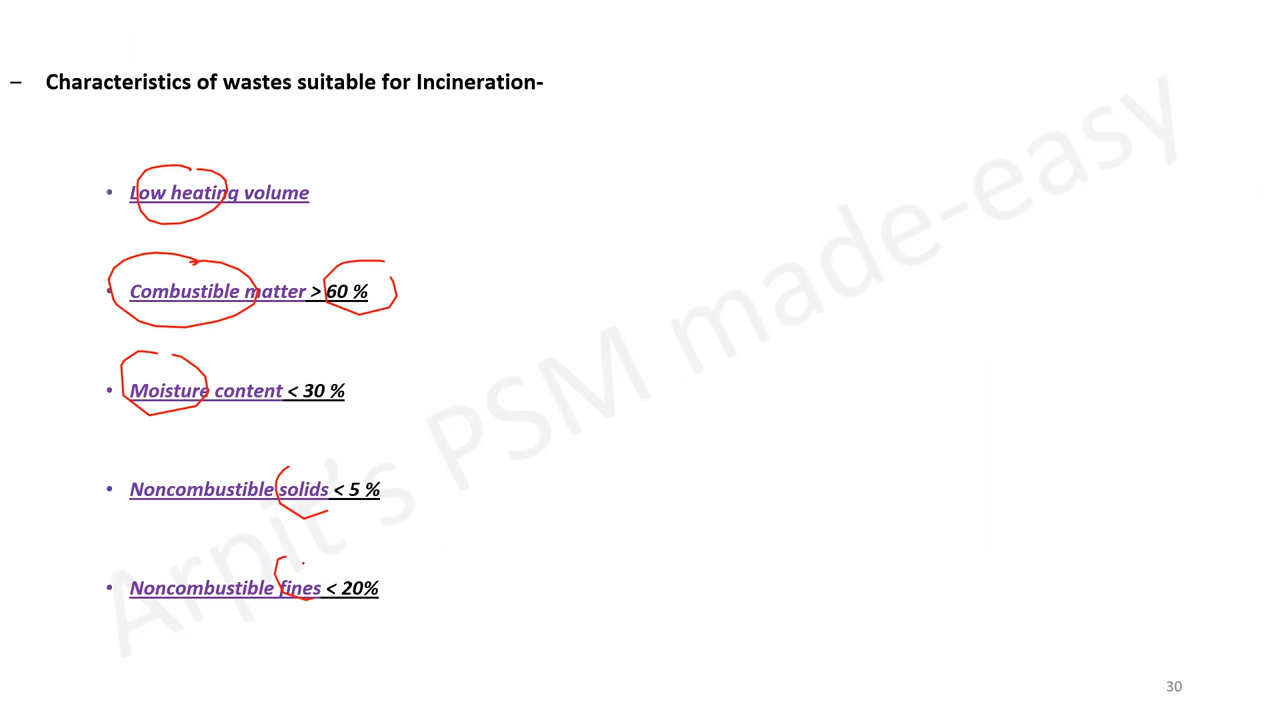 – Characteristics of wastes suitable for Incineration-
• Low heating volume
• Combustible matter > 60 %
• Moisture content < 30 %
• Noncombustible solids < 5 %
• Noncombustible fines < 20%
Arpit's PSM made-easy
30